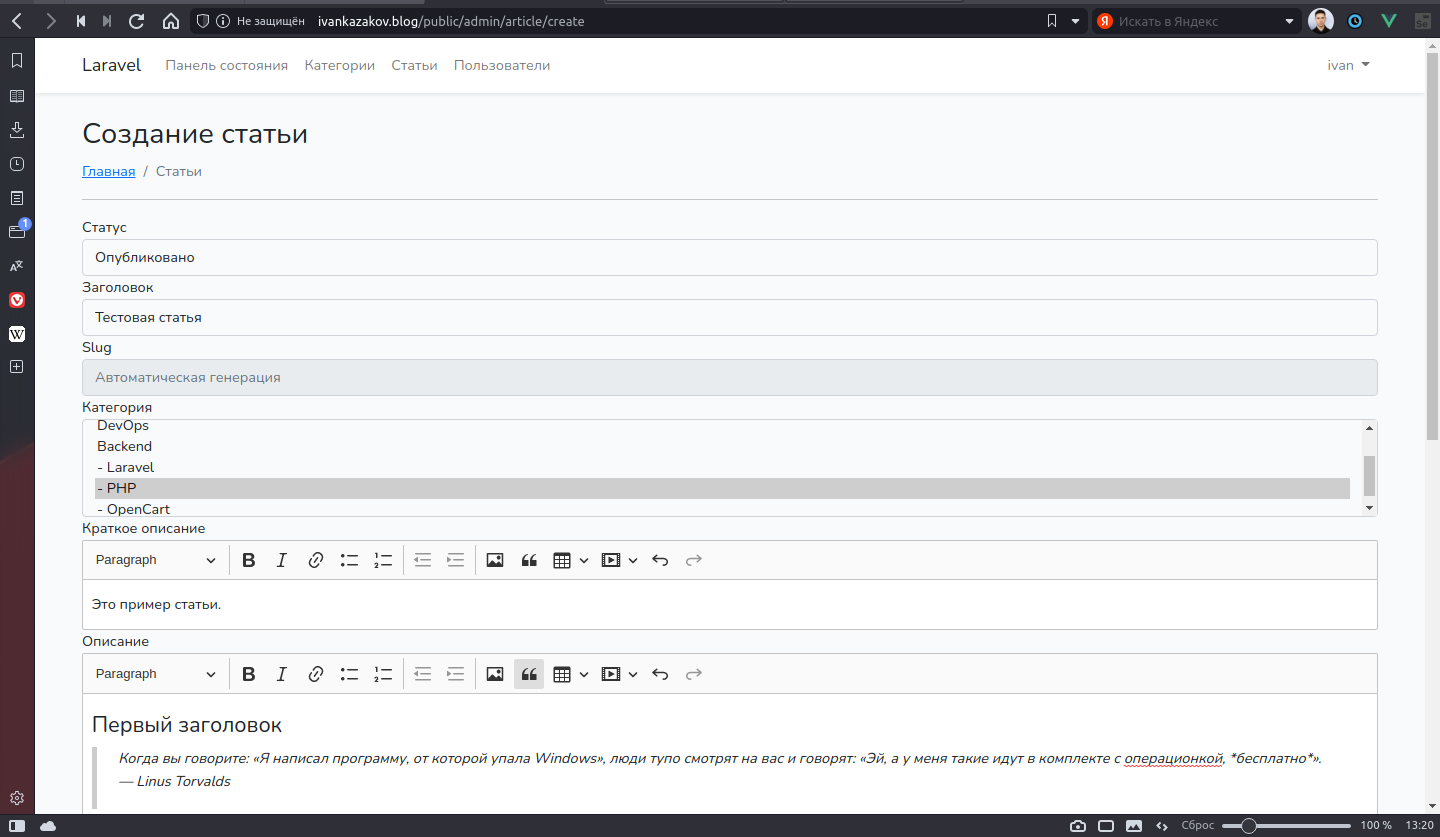 Не защищён ivankazakov.blog/public/admin/article/create Я Искать в Яндекс Se
Laravel Панель состояния Категории Статьи Пользователи ivan
Создание статьи
Главная / Статьи
1
Статус
Опубликовано
Заголовок
Тестовая статья
Slug
Автоматическая генерация
Категория
DevOps
Backend
- Laravel
- PHP
- OpenCart
Краткое описание
Paragraph B I
Это пример статьи.
Описание
Paragraph B I
Первый заголовок
Когда вы говорите: «Я написал программу, от которой упала Windows», люди тупо смотрят на вас и говорят: «Эй, а у меня такие идут в комплекте с операционкой, *бесплатно*».
— Linus Torvalds
Сброс 100 % 13:20